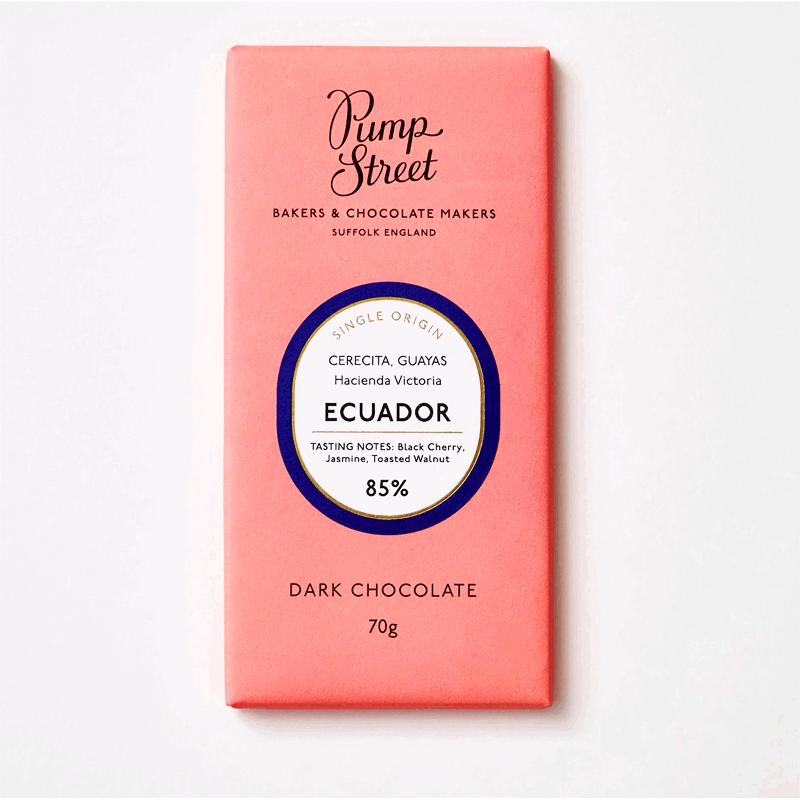 Pump
Street
BAKERS & CHOCOLATE MAKERS
SUFFOLK ENGLAND
SINGLE ORIGIN
CERECITA, GUAYAS
Hacienda Victoria
ECUADOR
TASTING NOTES: Black Cherry,
Jasmine, Toasted Walnut
85%
DARK CHOCOLATE
70g